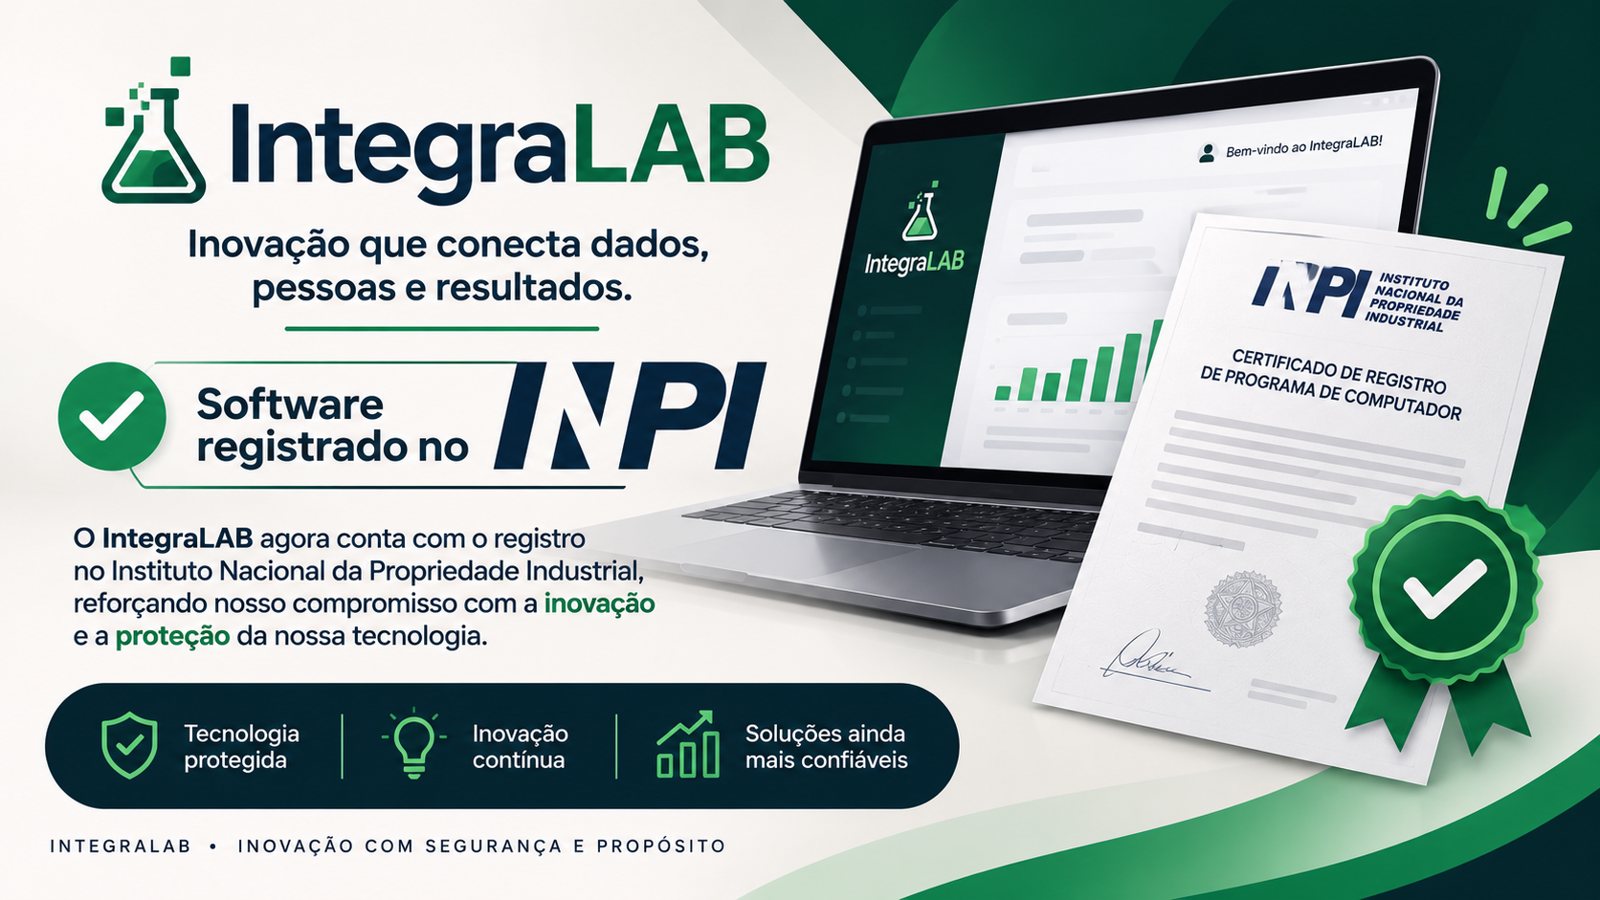 IntegraLAB
Inovação que conecta dados,
pessoas e resultados.
Software
registrado no
INPI
O IntegraLAB agora conta com o registro
no Instituto Nacional da Propriedade Industrial,
reforçando nosso compromisso com a inovação
e a proteção da nossa tecnologia.
Tecnologia
protegida
Inovação
contínua
Soluções ainda
mais confiáveis
INTEGRALAB • INOVAÇÃO COM SEGURANÇA E PROPÓSITO
Bem-vindo ao IntegraLAB!
IntegraLAB
INPI
INSTITUTO
NACIONAL DA
PROPRIEDADE
INDUSTRIAL
CERTIFICADO DE REGISTRO
DE PROGRAMA DE COMPUTADOR